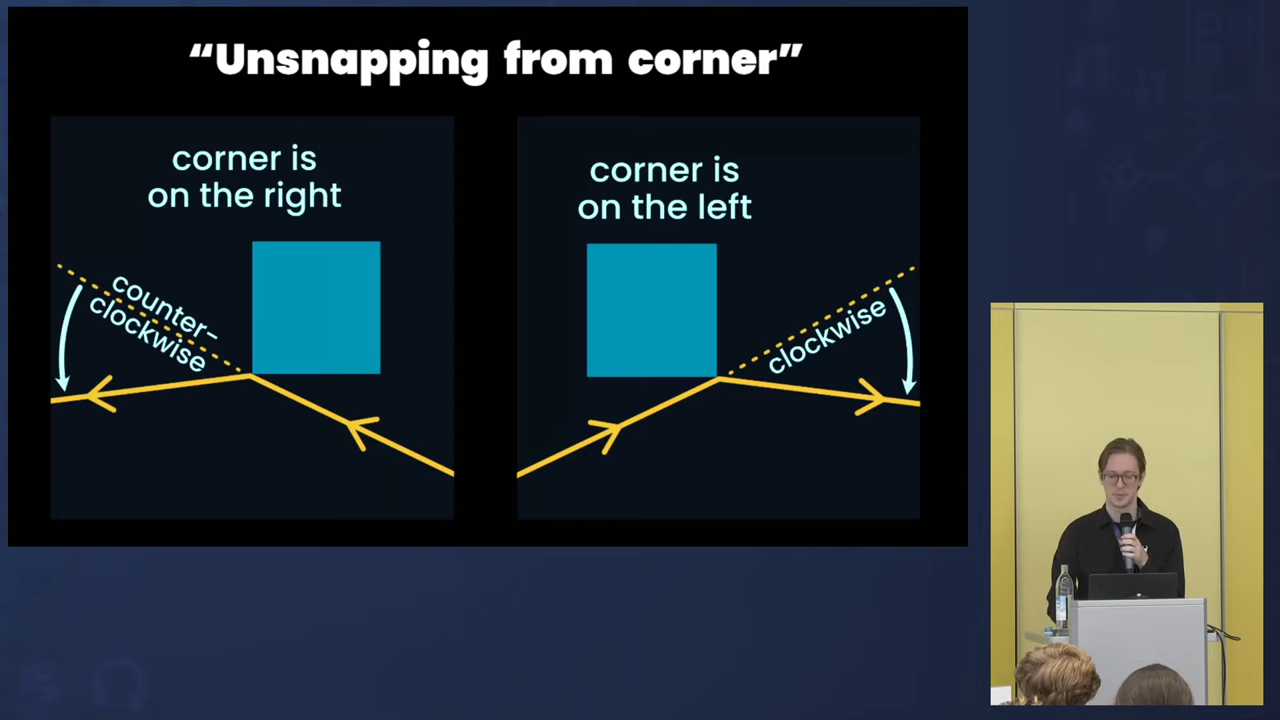 “Unsnapping from corner”
corner is
on the right
counter-
clockwise
corner is
on the left
clockwise